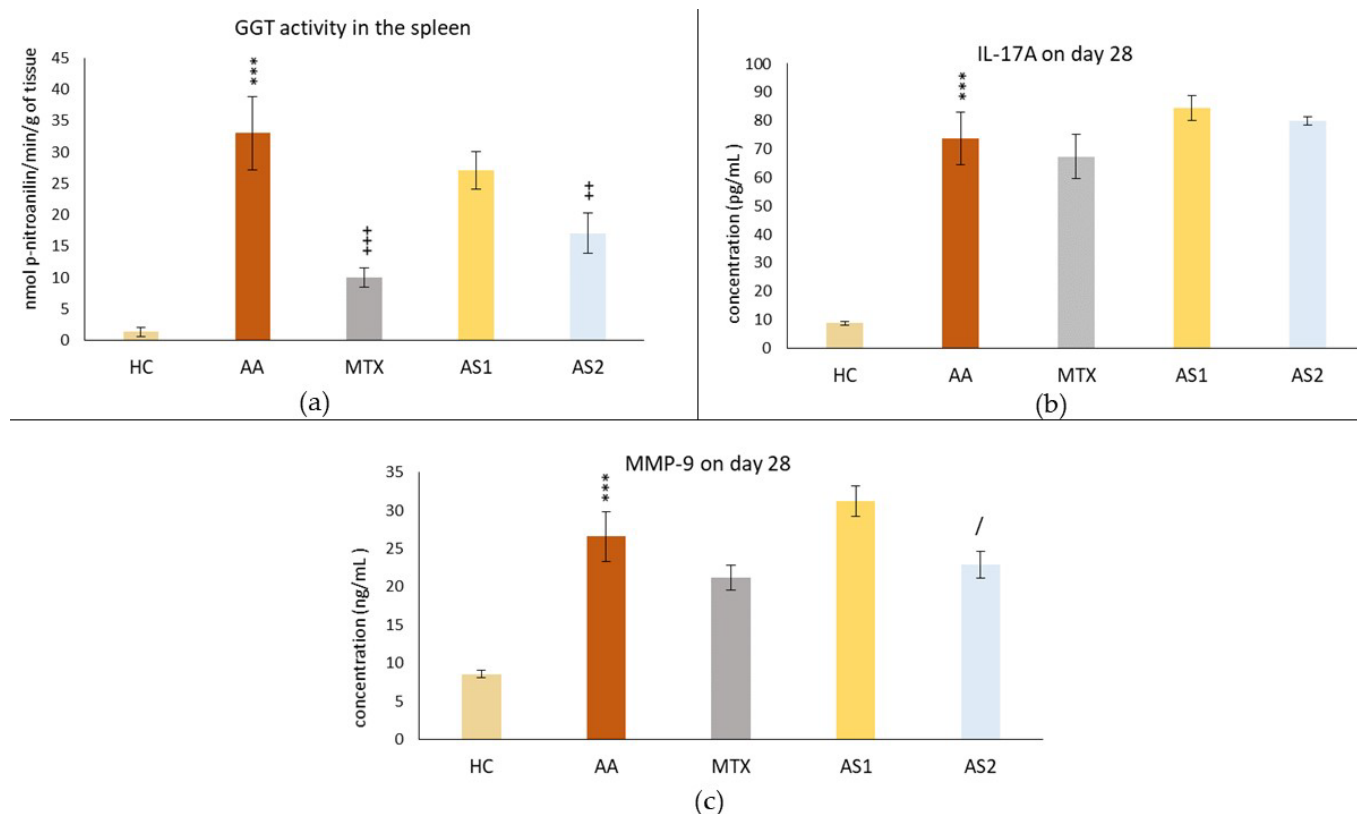 GGT activity in the spleen
nmol p-nitroanilin/min/g of tissue
45
40
35
30
25
20
15
10
5
0
***
+++
++
HC AA MTX AS1 AS2
(a)
IL-17A on day 28
concentration (pg/mL)
100
90
80
70
60
50
40
30
20
10
0
***
HC AA MTX AS1 AS2
(b)
MMP-9 on day 28
concentration (ng/mL )
35
30
25
20
15
10
5
0
***
/
HC AA MTX AS1 AS2
(c)